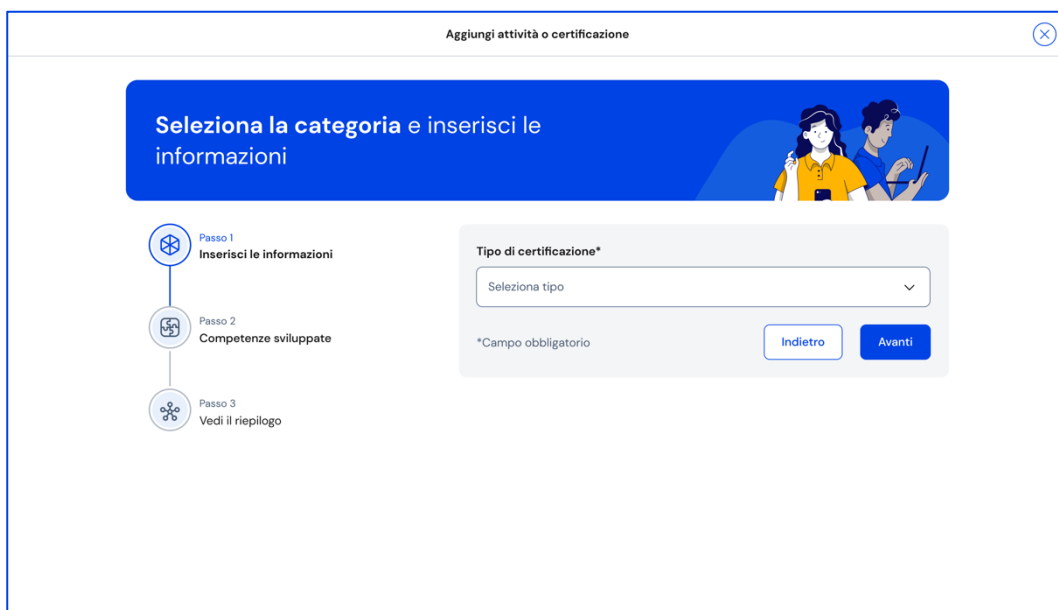 Aggiungi attività o certificazione
Seleziona la categoria e inserisci le
informazioni
Passo 1
Inserisci le informazioni
Passo 2
Competenze sviluppate
Passo 3
Vedi il riepilogo
Tipo di certificazione*
Seleziona tipo
*Campo obbligatorio
Indietro
Avanti